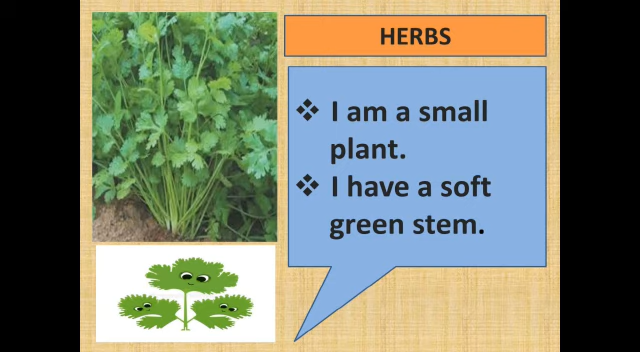 HERBS
❖ I am a small
plant.
❖ I have a soft
green stem.